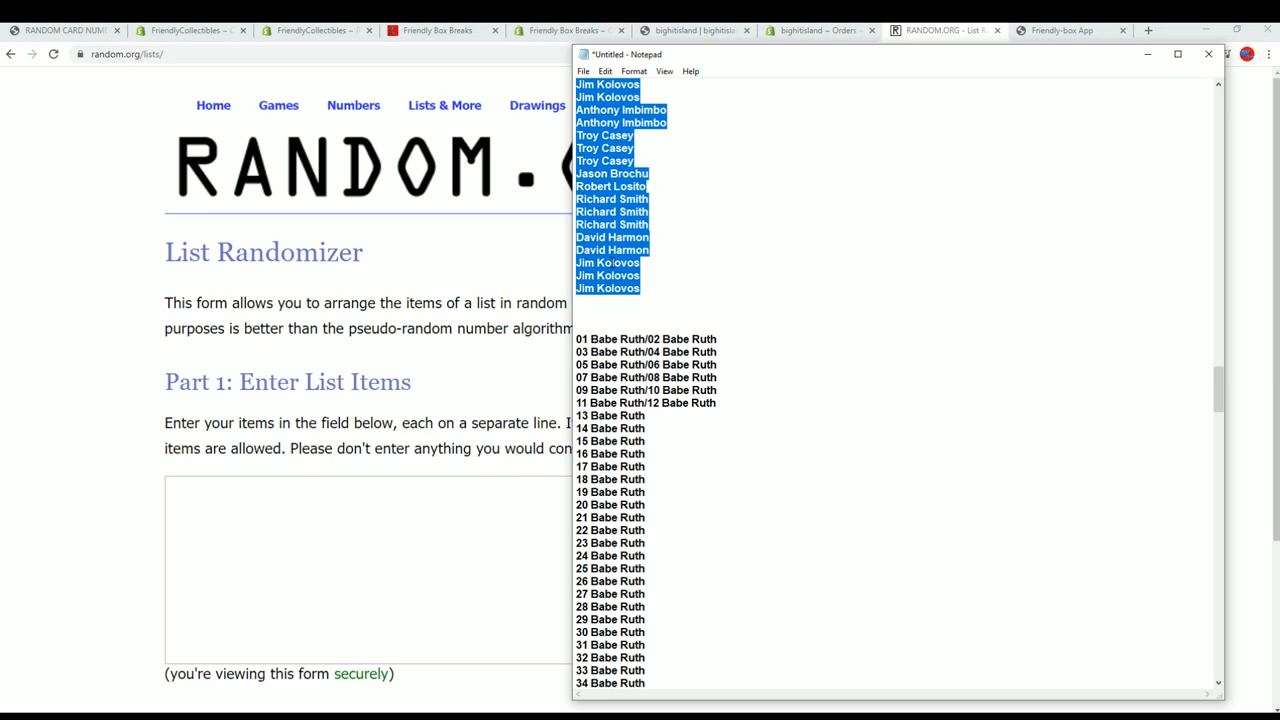 RANDOM CARD NUM
FriendlyCollectibles –
FriendlyCollectibles –
Friendly Box Breaks
Friendly Box Breaks –
bighitisland | bighitisla
bighitisland – Orders –
RANDOM.ORG - List R
Friendly-box App
random.org/lists/
*Untitled - Notepad
File Edit Format View Help
Home Games Numbers Lists & More Drawings
RANDOM.
List Randomizer
This form allows you to arrange the items of a list in random
purposes is better than the pseudo-random number algorithm
Part 1: Enter List Items
Enter your items in the field below, each on a separate line. I
items are allowed. Please don't enter anything you would con
(you're viewing this form securely)
Jim Kolovos
Jim Kolovos
Anthony Imbimbo
Anthony Imbimbo
Troy Casey
Troy Casey
Troy Casey
Jason Brochu
Robert Losito
Richard Smith
Richard Smith
Richard Smith
David Harmon
David Harmon
Jim Kolovos
Jim Kolovos
Jim Kolovos
01 Babe Ruth/02 Babe Ruth
03 Babe Ruth/04 Babe Ruth
05 Babe Ruth/06 Babe Ruth
07 Babe Ruth/08 Babe Ruth
09 Babe Ruth/10 Babe Ruth
11 Babe Ruth/12 Babe Ruth
13 Babe Ruth
14 Babe Ruth
15 Babe Ruth
16 Babe Ruth
17 Babe Ruth
18 Babe Ruth
19 Babe Ruth
20 Babe Ruth
21 Babe Ruth
22 Babe Ruth
23 Babe Ruth
24 Babe Ruth
25 Babe Ruth
26 Babe Ruth
27 Babe Ruth
28 Babe Ruth
29 Babe Ruth
30 Babe Ruth
31 Babe Ruth
32 Babe Ruth
33 Babe Ruth
34 Babe Ruth